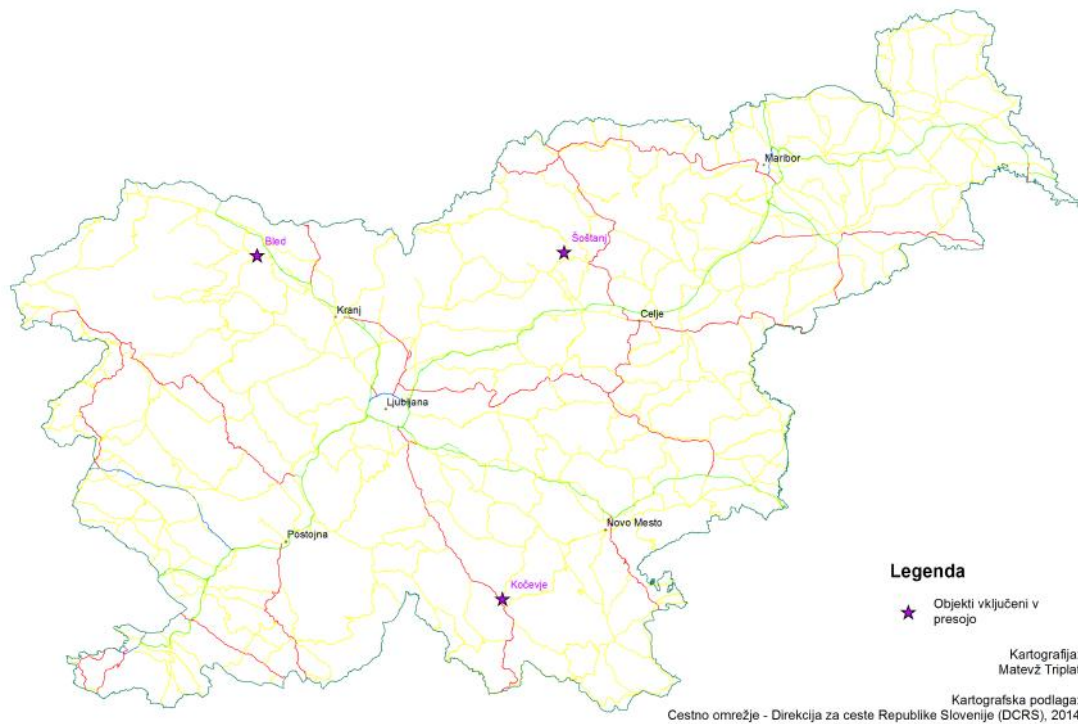 Maribor
Bled
Šoštanj
Kranj
Celje
Ljubljana
Novo Mesto
Postojna
Kočevje
Legenda
Objekti vključeni v
presojo
Kartografija:
Matevž Triplat
Kartografska podlaga:
Cestno omrežje - Direkcija za ceste Republike Slovenije (DCRS), 2014